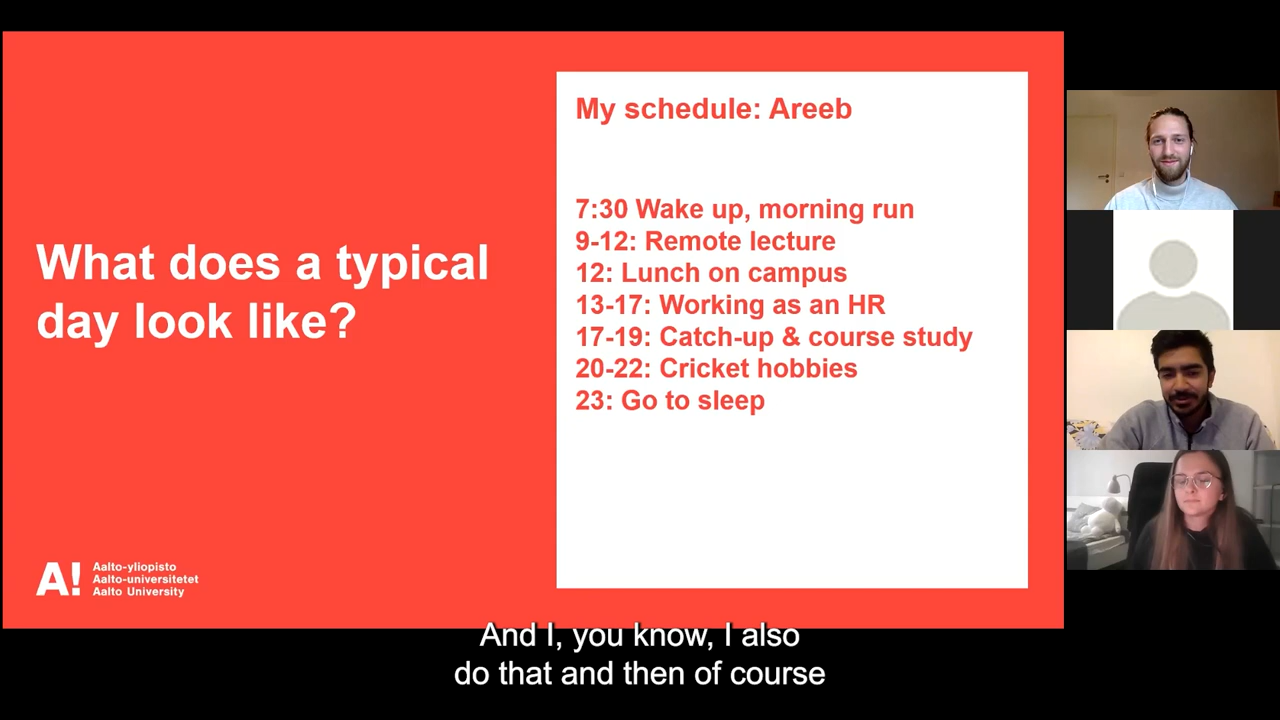 What does a typical
day look like?
My schedule: Areeb
7:30 Wake up, morning run
9-12: Remote lecture
12: Lunch on campus
13-17: Working as an HR
17-19: Catch-up & course study
20-22: Cricket hobbies
23: Go to sleep
A!
Aalto-yliopisto
Aalto-universitetet
Aalto University
And I, you know, I also
do that and then of course